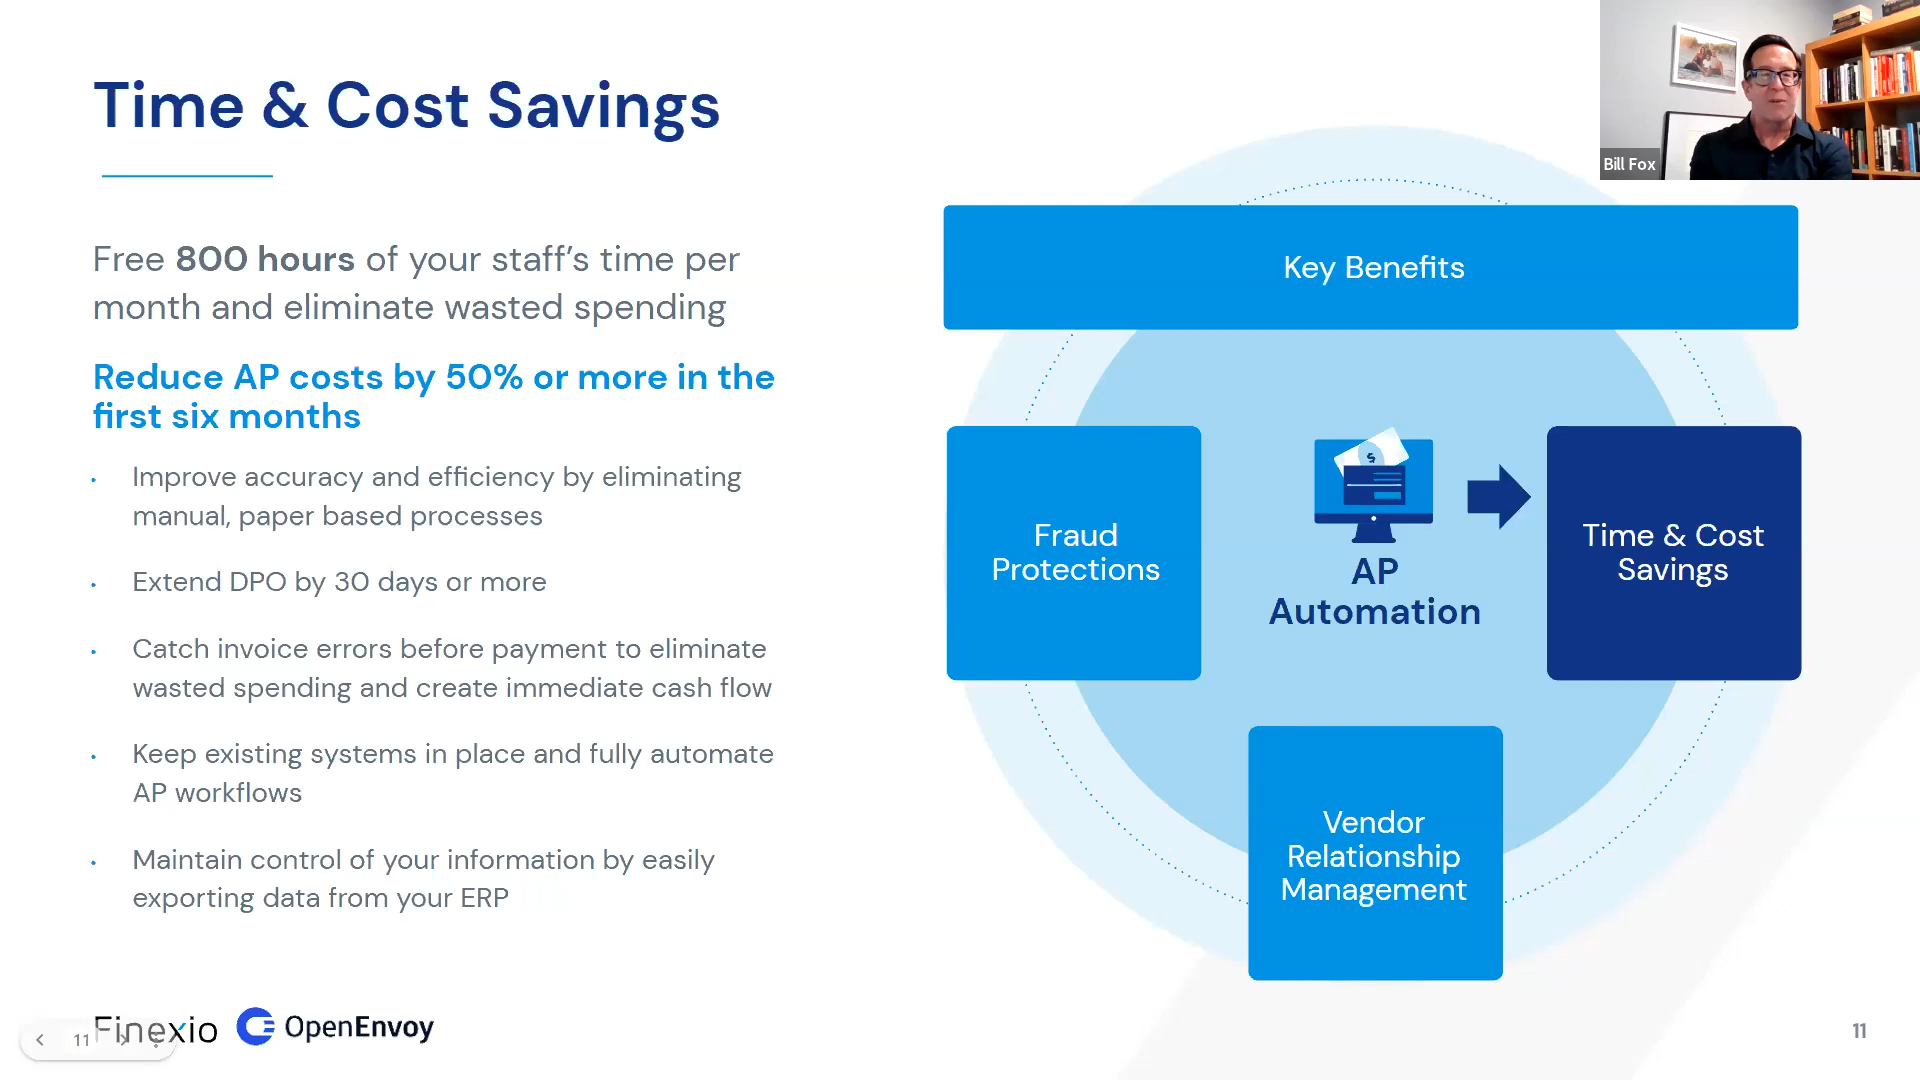 Time & Cost Savings
Bill Fox
Free 800 hours of your staff’s time per
month and eliminate wasted spending
Reduce AP costs by 50% or more in the
first six months
• Improve accuracy and efficiency by eliminating
manual, paper based processes
• Extend DPO by 30 days or more
• Catch invoice errors before payment to eliminate
wasted spending and create immediate cash flow
• Keep existing systems in place and fully automate
AP workflows
• Maintain control of your information by easily
exporting data from your ERP
Key Benefits
Fraud
Protections
$
AP
Automation
Time & Cost
Savings
Vendor
Relationship
Management
Finexio
OpenEnvoy
11
11